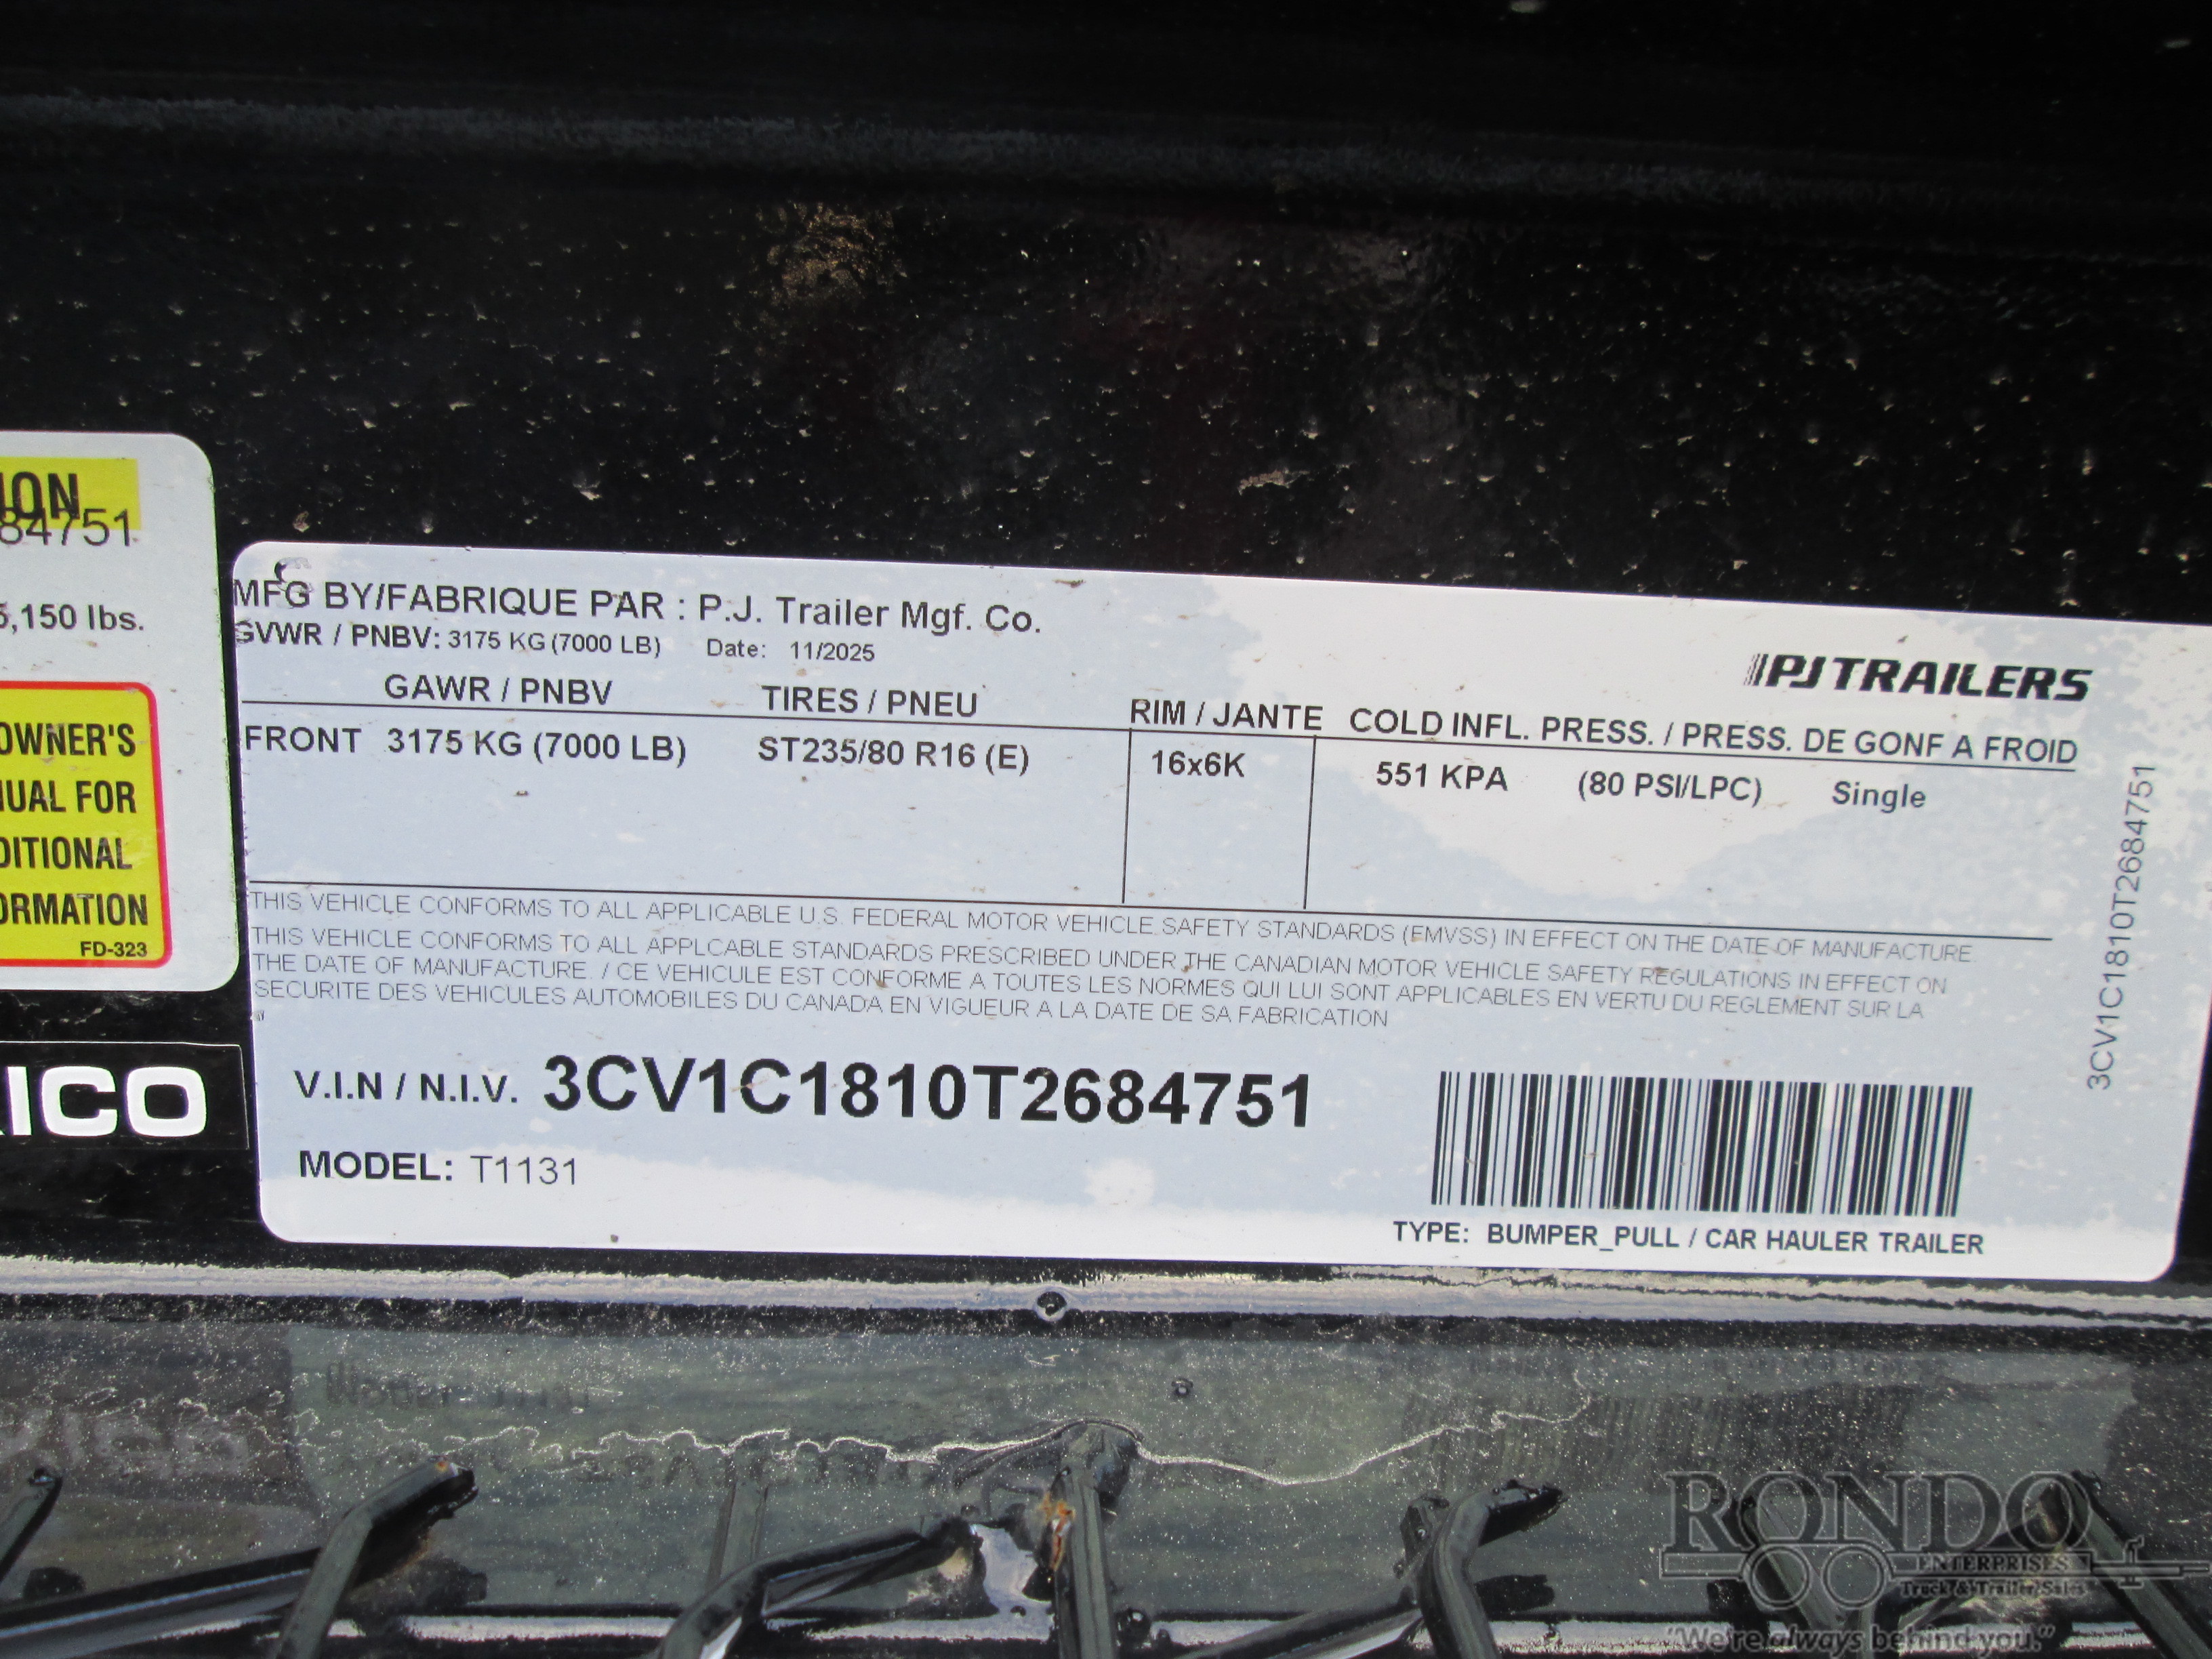 ION
84751
5,150 lbs.
OWNER'S
UAL FOR
DITIONAL
ORMATION
FD-323
ICO
MFG BY/FABRIQUE PAR : P.J. Trailer Mgf. Co.
GVWR / PNBV: 3175 KG (7000 LB) Date: 11/2025
PJTRAILERS
GAWR / PNBV TIRES / PNEU RIM / JANTE COLD INFL. PRESS. / PRESS. DE GONF A FROID
FRONT 3175 KG (7000 LB) ST235/80 R16 (E) 16x6K 551 KPA (80 PSI/LPC) Single
THIS VEHICLE CONFORMS TO ALL APPLICABLE U.S. FEDERAL MOTOR VEHICLE SAFETY STANDARDS (FMVSS) IN EFFECT ON THE DATE OF MANUFACTURE.
THIS VEHICLE CONFORMS TO ALL APPLCABLE STANDARDS PRESCRIBED UNDER THE CANADIAN MOTOR VEHICLE SAFETY REGULATIONS IN EFFECT ON
THE DATE OF MANUFACTURE. / CE VEHICULE EST CONFORME A TOUTES LES NORMES QUI LUI SONT APPLICABLES EN VERTU DU REGLEMENT SUR LA
SECURITE DES VEHICULES AUTOMOBILES DU CANADA EN VIGUEUR A LA DATE DE SA FABRICATION
V.I.N / N.I.V. 3CV1C1810T2684751
MODEL: T1131
TYPE: BUMPER_PULL / CAR HAULER TRAILER
3CV1C1810T2684751
RONDO
ENTERPRISES
Truck & Trailer Sales
"We're always behind you."